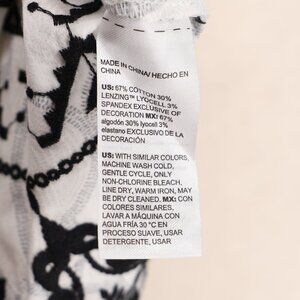 MADE IN CHINA/ HECHO EN
CHINA
US: 67% COTTON 30%
LENZING™ LYOCELL 3%
SPANDEX EXCLUSIVE OF
DECORATION MX: 67%
algodón 30% lyocell 3%
elastano EXCLUSIVO DE LA
DECORACIÓN
US: WITH SIMILAR COLORS,
MACHINE WASH COLD,
GENTLE CYCLE, ONLY
NON-CHLORINE BLEACH,
LINE DRY, WARM IRON, MAY
BE DRY CLEANED. MX: CON
COLORES SIMILARES,
LAVAR A MÁQUINA CON
AGUA FRÍA 30 °C EN
PROCESO SUAVE, USAR
DETERGENTE, USAR